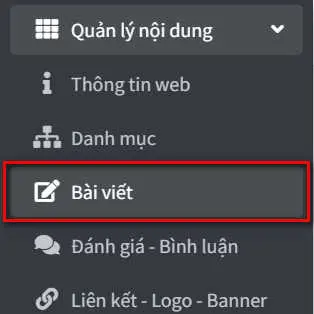 Quản lý nội dung
Thông tin web
Danh mục
Bài viết
Đánh giá - Bình luận
Liên kết - Logo - Banner